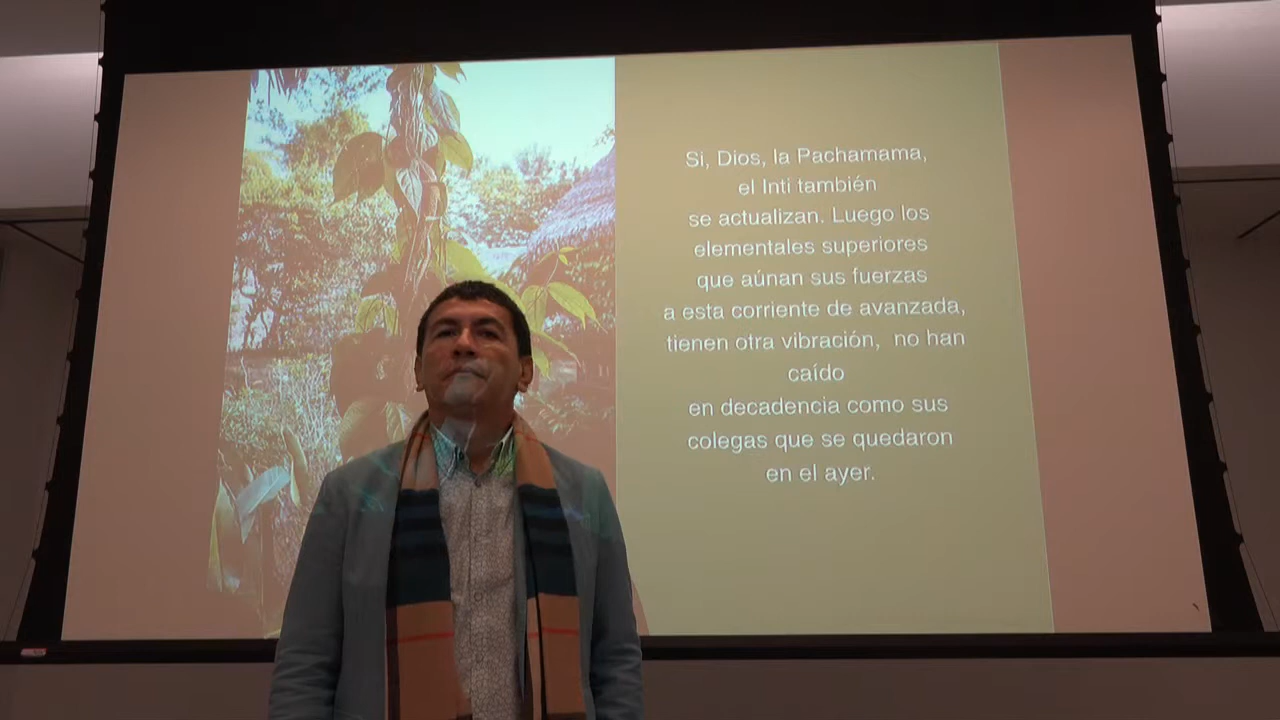 Si, Dios, la Pachamama,
el Inti también
se actualizan. Luego los
elementales superiores
que aúnan sus fuerzas
a esta corriente de avanzada,
tienen otra vibración, no han
caído
en decadencia como sus
colegas que se quedaron
en el ayer.